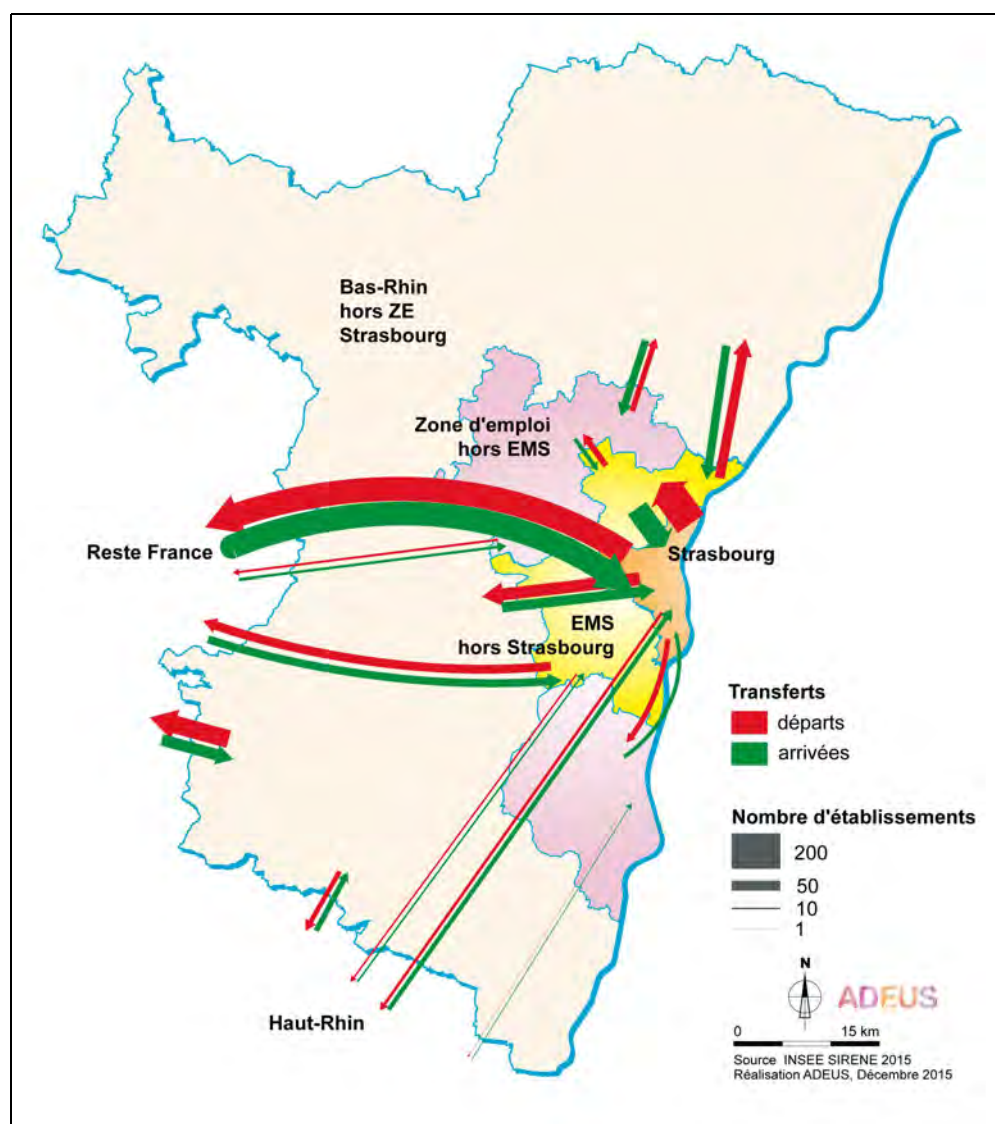 Bas-Rhin
hors ZE
Strasbourg
Zone d'emploi
hors EMS
Reste France
Strasbourg
EMS
hors Strasbourg
Haut-Rhin
Transferts
départs
arrivées
Nombre d'établissements
200
50
10
1
N
ADEUS
0 15 km
Source INSEE SIRENE 2015
Réalisation ADEUS, Décembre 2015